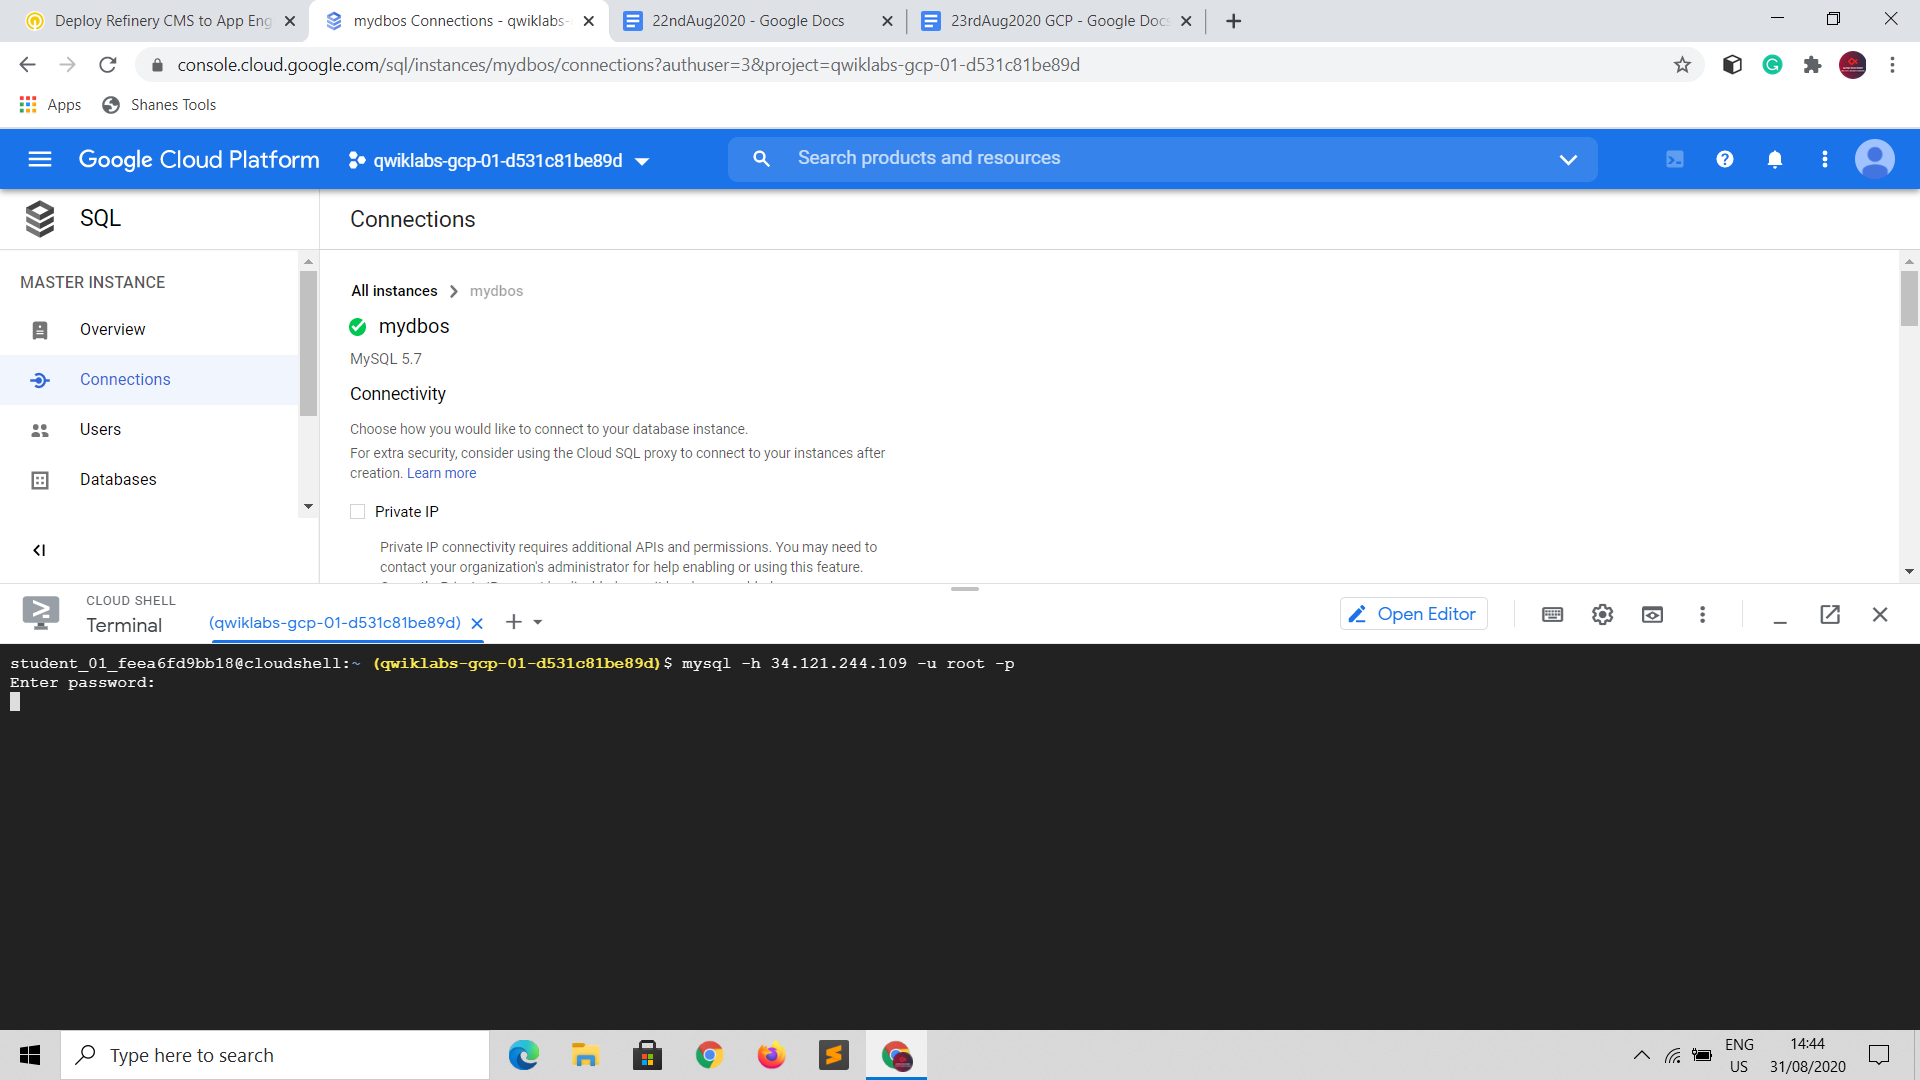 Deploy Refinery CMS to App Eng
mydbos Connections - qwiklabs-
22ndAug2020 - Google Docs
23rdAug2020 GCP - Google Docs
console.cloud.google.com/sql/instances/mydbos/connections?authuser=3&project=qwiklabs-gcp-01-d531c81be89d
Apps
Shanes Tools
Google Cloud Platform
qwiklabs-gcp-01-d531c81be89d
Search products and resources
SQL
Connections
MASTER INSTANCE
Overview
Connections
Users
Databases
All instances
mydbos
mydbos
MySQL 5.7
Connectivity
Choose how you would like to connect to your database instance.
For extra security, consider using the Cloud SQL proxy to connect to your instances after
creation. Learn more
Private IP
Private IP connectivity requires additional APIs and permissions. You may need to
contact your organization's administrator for help enabling or using this feature.
CLOUD SHELL
Terminal
(qwiklabs-gcp-01-d531c81be89d)
Open Editor
student_01_feea6fd9bb18@cloudshell:~ (qwiklabs-gcp-01-d531c81be89d)$ mysql -h 34.121.244.109 -u root -p
Enter password:
Type here to search
ENG
US
14:44
31/08/2020